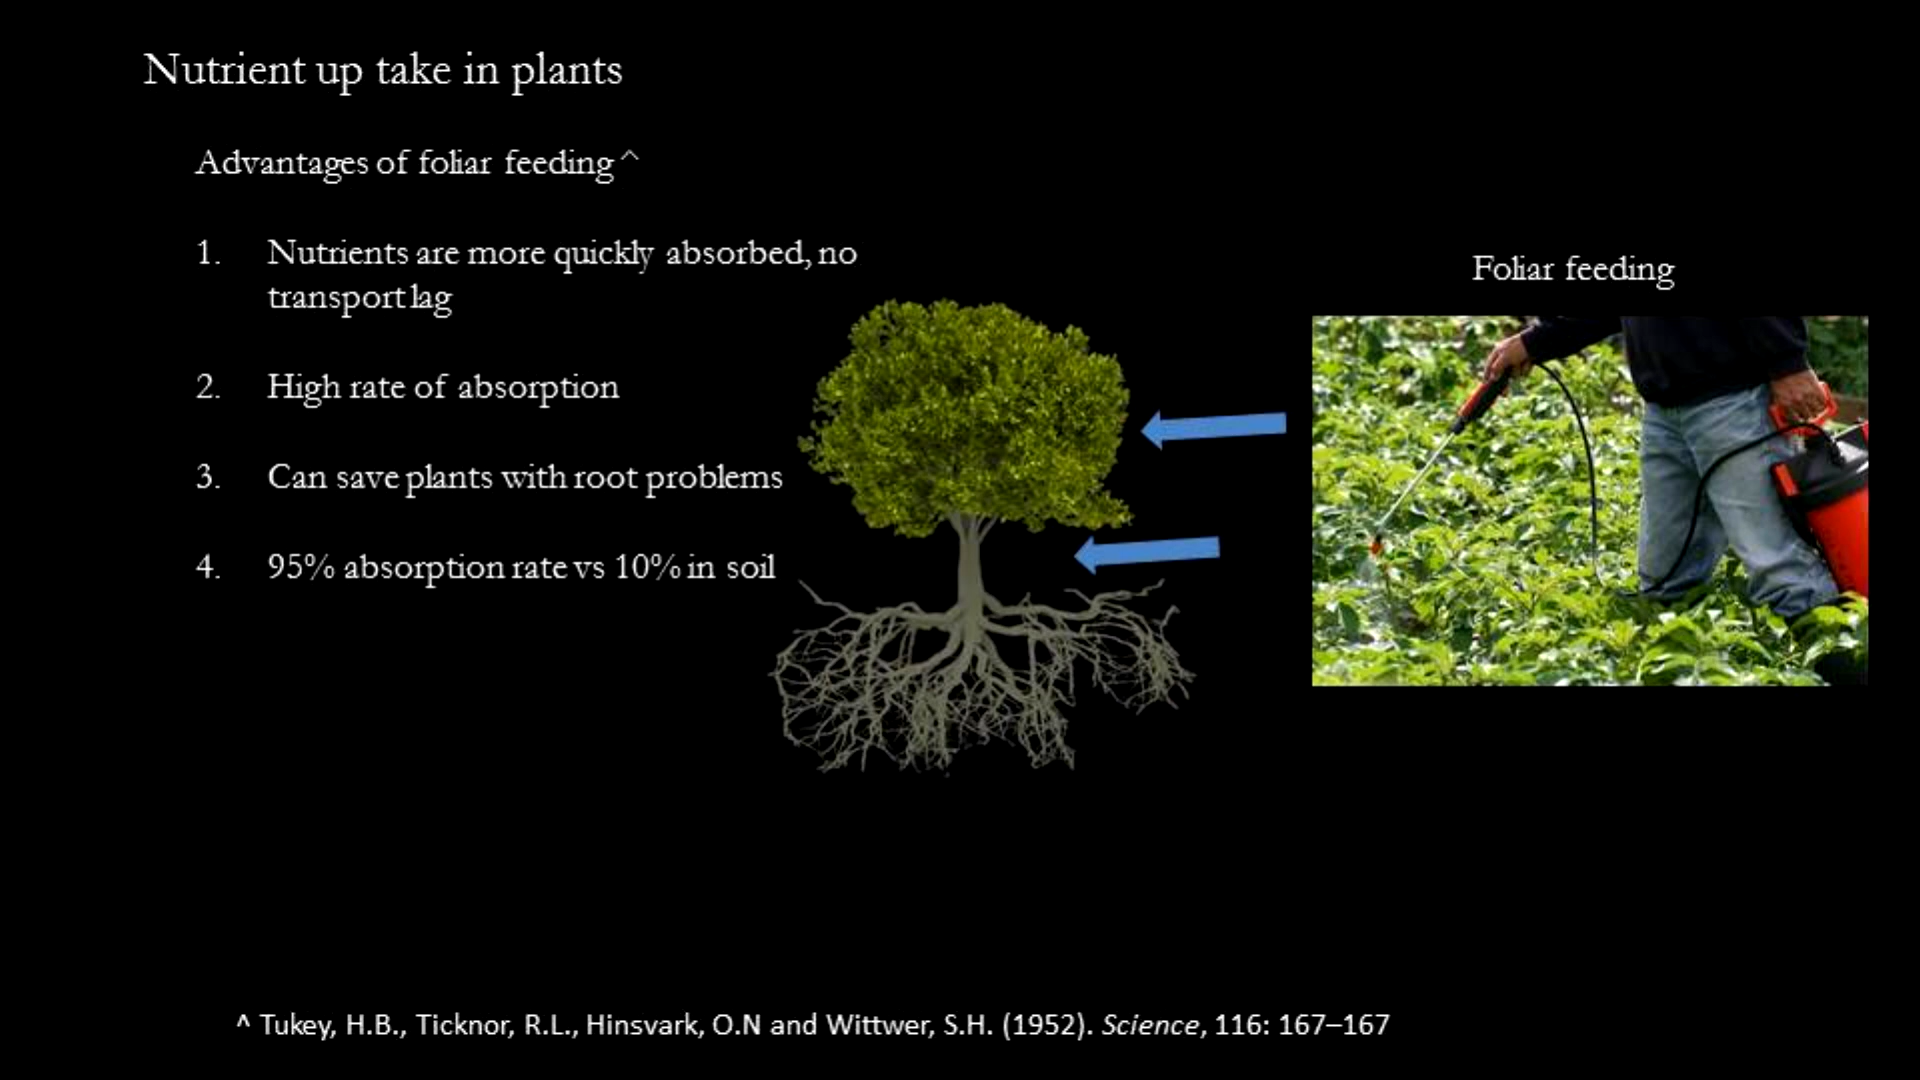 Nutrient up take in plants
Advantages of foliar feeding ^
1. Nutrients are more quickly absorbed, no
transport lag
2. High rate of absorption
3. Can save plants with root problems
4. 95% absorption rate vs 10% in soil
Foliar feeding
^ Tukey, H.B., Ticknor, R.L., Hinsvark, O.N and Wittwer, S.H. (1952). Science, 116: 167–167